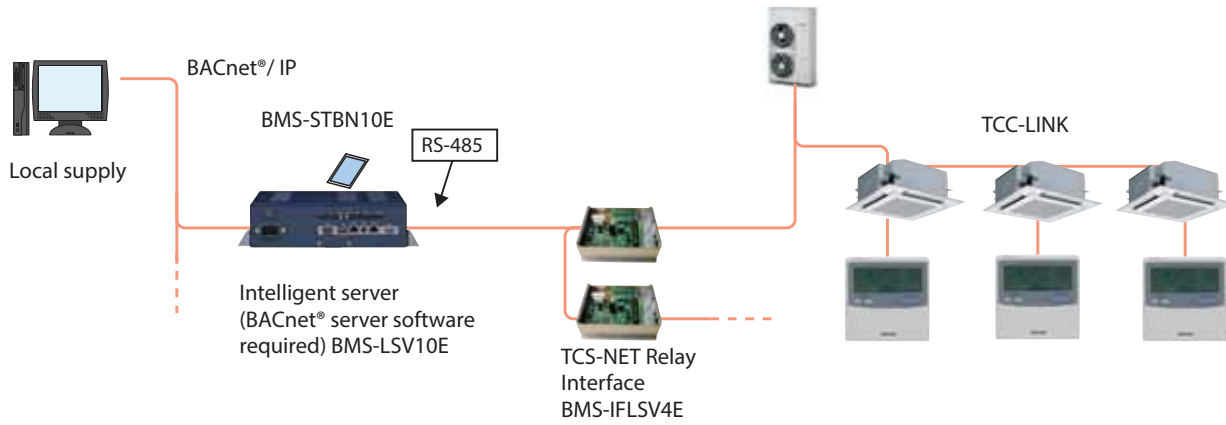 BACnet®/ IP
BMS-STBN10E
RS-485
TCC-LINK
Local supply
Intelligent server
(BACnet® server software
required) BMS-LSV10E
TCS-NET Relay
Interface
BMS-IFLSV4E